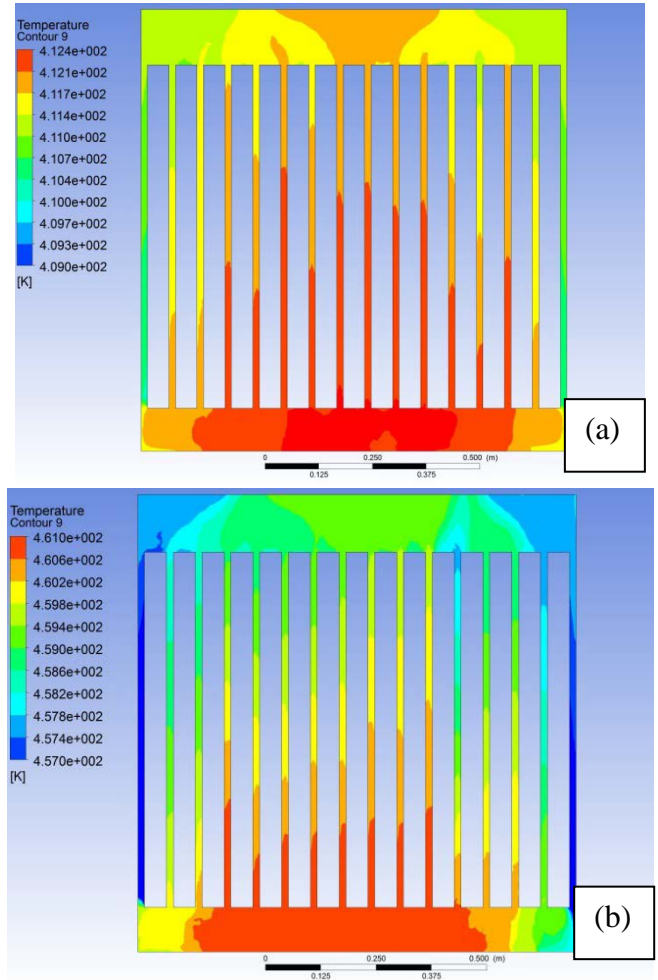 Temperature
Contour 9
4.124e+002
4.121e+002
4.117e+002
4.114e+002
4.110e+002
4.107e+002
4.104e+002
4.100e+002
4.097e+002
4.093e+002
4.090e+002
[K]
0 0.250 0.500 (m)
0.125 0.375
(a)
Temperature
Contour 9
4.610e+002
4.606e+002
4.602e+002
4.598e+002
4.594e+002
4.590e+002
4.586e+002
4.582e+002
4.578e+002
4.574e+002
4.570e+002
[K]
0 0.250 0.500 (m)
0.125 0.375
(b)